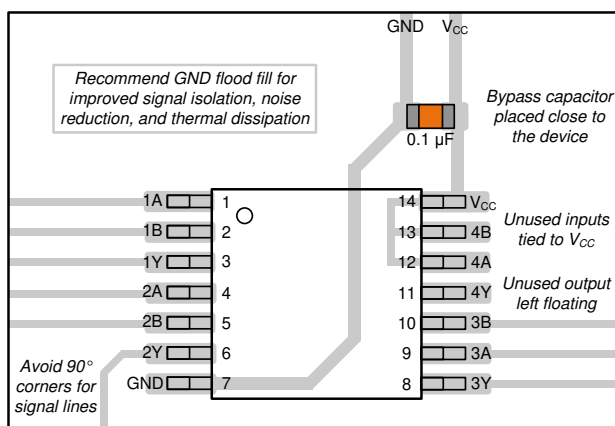 GND VCC
Recommend GND flood fill for
improved signal isolation, noise
reduction, and thermal dissipation
Bypass capacitor
placed close to
the device
0.1 µF
1A 1 14 VCC
Unused inputs
tied to VCC
1B 2 13 4B
1Y 3 12 4A
2A 4 11 4Y
Unused output
left floating
2B 5 10 3B
2Y 6 9 3A
Avoid 90°
corners for
signal lines
GND 7 8 3Y